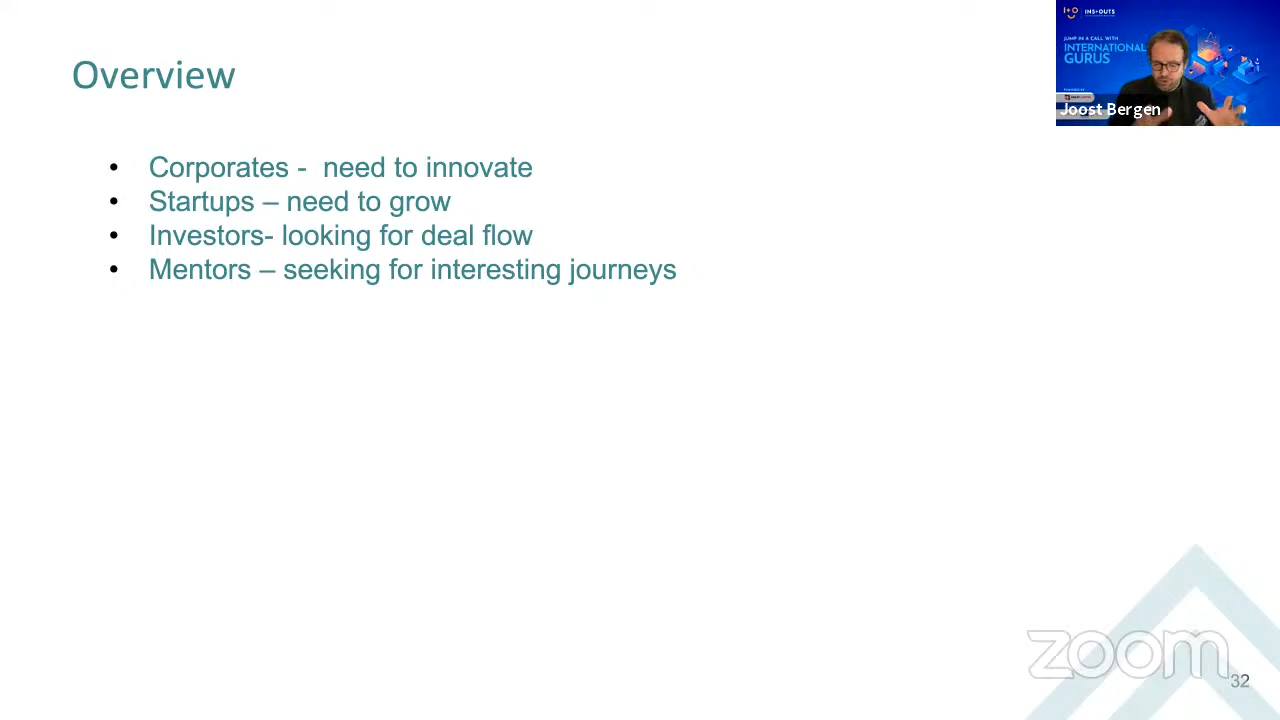 Overview
• Corporates -  need to innovate
• Startups – need to grow
• Investors- looking for deal flow
• Mentors – seeking for interesting journeys
INS+OUTS
JUMP IN A CALL WITH
INTERNATIONAL
GURUS
Joost Bergen
zoom
32